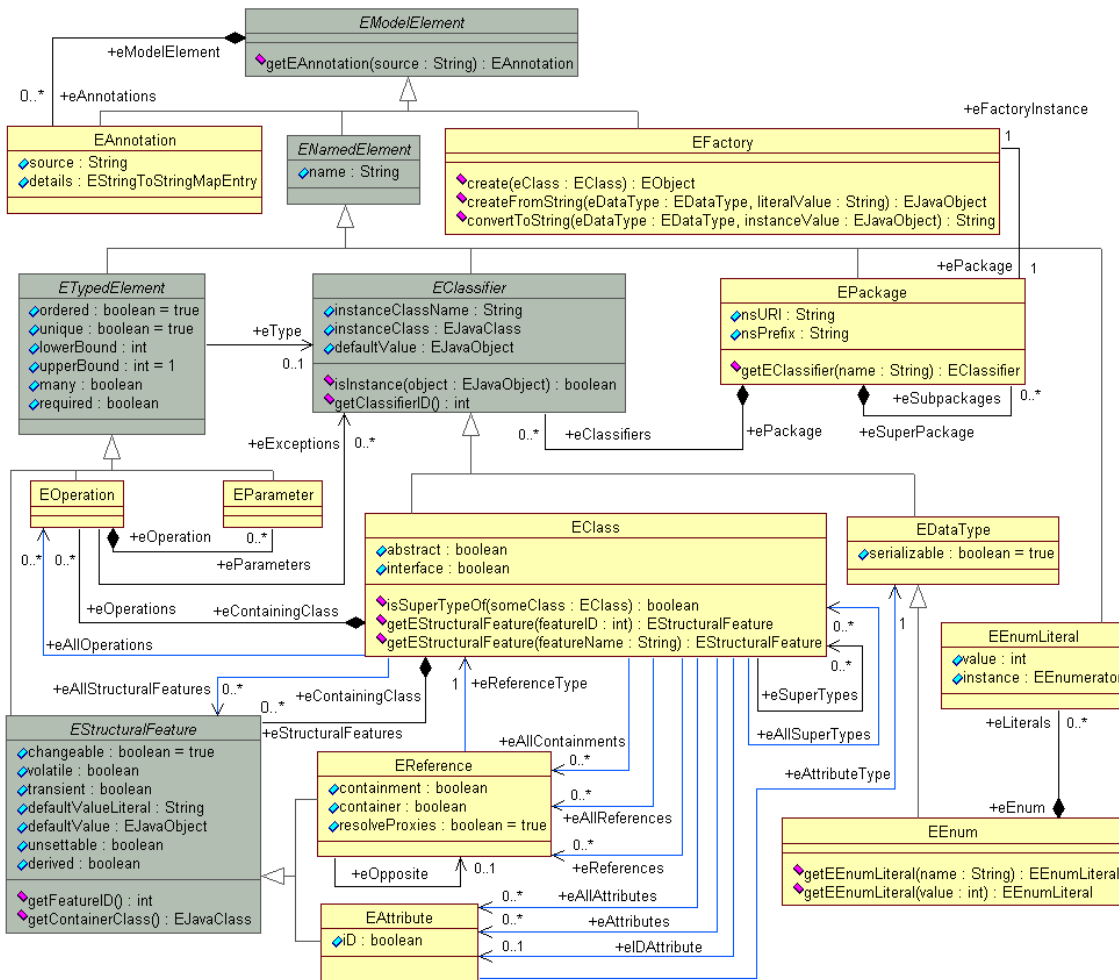 EModelElement
getEAnnotation(source : String) : EAnnotation
+eModelElement
0..*
+eAnnotations
EAnnotation
source : String
details : EStringToStringMapEntry
ENamedElement
name : String
+eFactoryInstance
1
EFactory
create(eClass : EClass) : EObject
createFromString(eDataType : EDataType, literalValue : String) : EJavaObject
convertToString(eDataType : EDataType, instanceValue : EJavaObject) : String
+ePackage
1
ETypedElement
ordered : boolean = true
unique : boolean = true
lowerBound : int
upperBound : int = 1
many : boolean
required : boolean
+eType
0..1
EClassifier
instanceClassName : String
instanceClass : EJavaClass
defaultValue : EJavaObject
isInstance(object : EJavaObject) : boolean
getClassifierID() : int
EPackage
nsURI : String
nsPrefix : String
getEClassifier(name : String) : EClassifier
+eSubpackages
0..*
+eSuperPackage
+ePackage
0..*
+eClassifiers
+eExceptions
0..*
EOperation
EParameter
+eOperation
0..*
+eParameters
0..*
0..*
+eOperations
+eContainingClass
+eAllOperations
EClass
abstract : boolean
interface : boolean
isSuperTypeOf(someClass : EClass) : boolean
getEStructuralFeature(featureID : int) : EStructuralFeature
getEStructuralFeature(featureName : String) : EStructuralFeature
EDataType
serializable : boolean = true
1
0..*
0..*
+eSuperTypes
+eAllSuperTypes
EEnumLiteral
value : int
instance : EEnumerator
+eLiterals
0..*
+eAttributeType
+eEnum
EEnum
getEEnumLiteral(name : String) : EEnumLiteral
getEEnumLiteral(value : int) : EEnumLiteral
+eAllStructuralFeatures
0..*
+eContainingClass
0..*
+eStructuralFeatures
1
+eReferenceType
EStructuralFeature
changeable : boolean = true
volatile : boolean
transient : boolean
defaultValueLiteral : String
defaultValue : EJavaObject
unsettable : boolean
derived : boolean
getFeatureID() : int
getContainerClass() : EJavaClass
EReference
containment : boolean
container : boolean
resolveProxies : boolean = true
+eAllContainments
0..*
0..*
+eAllReferences
0..*
+eReferences
0..1
+eOpposite
+eAllAttributes
0..*
0..*
+eAttributes
0..1
+eIDAttribute
EAttribute
iD : boolean